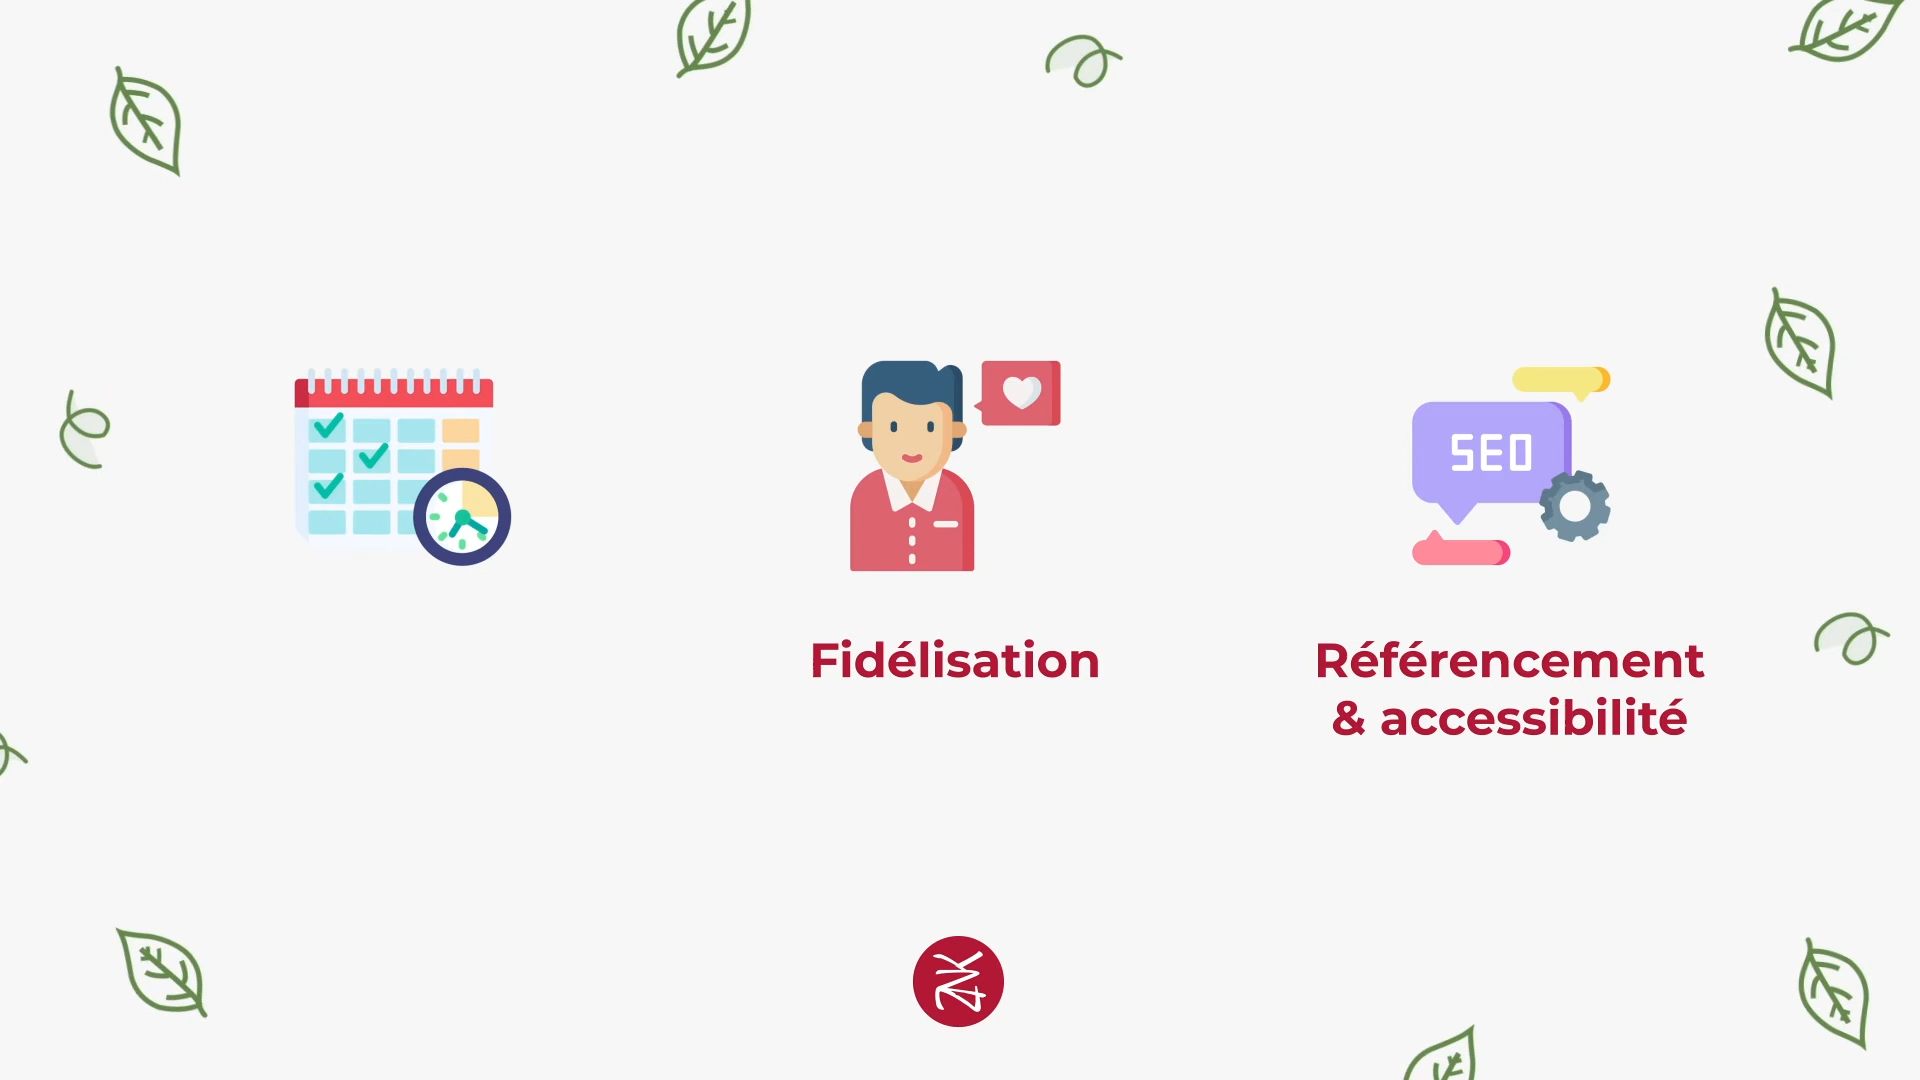 SEO
Fidélisation
Référencement
& accessibilité